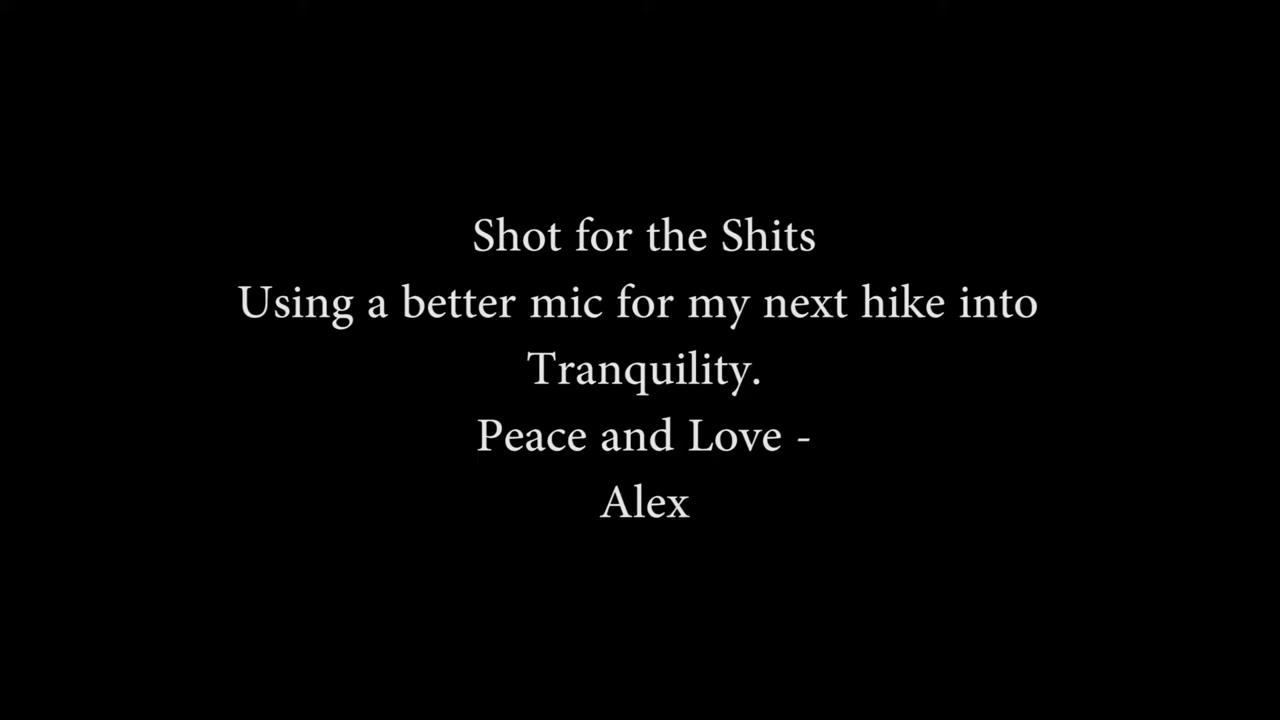 Shot for the Shits
Using a better mic for my next hike into
Tranquility.
Peace and Love -
Alex